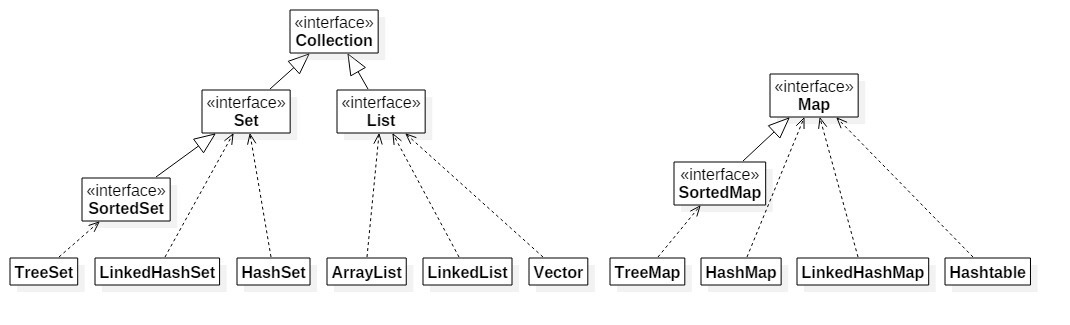 «interface»
Collection
«interface»
Set
«interface»
List
«interface»
Map
«interface»
SortedSet
«interface»
SortedMap
TreeSet
LinkedHashSet
HashSet
ArrayList
LinkedList
Vector
TreeMap
HashMap
LinkedHashMap
Hashtable